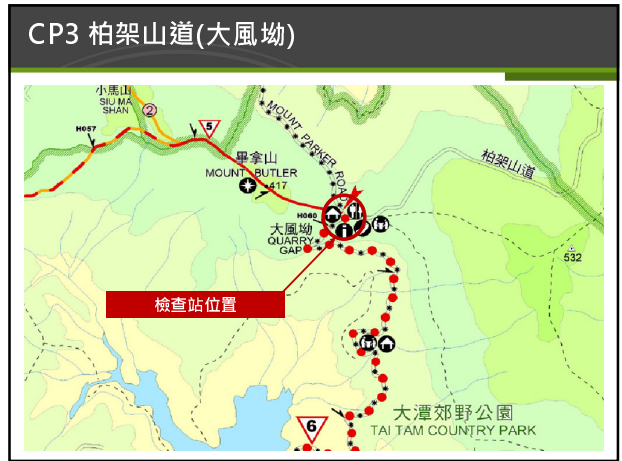 CP3 柏架山道(大風坳)
小馬山
SIU MA
SHAN
2
H057
5
MOUNT PARKER ROAD
畢拿山
MOUNT BUTLER
417
柏架山道
H060
大風坳
QUARRY
GAP
532
檢查站位置
6
大潭郊野公園
TAI TAM COUNTRY PARK